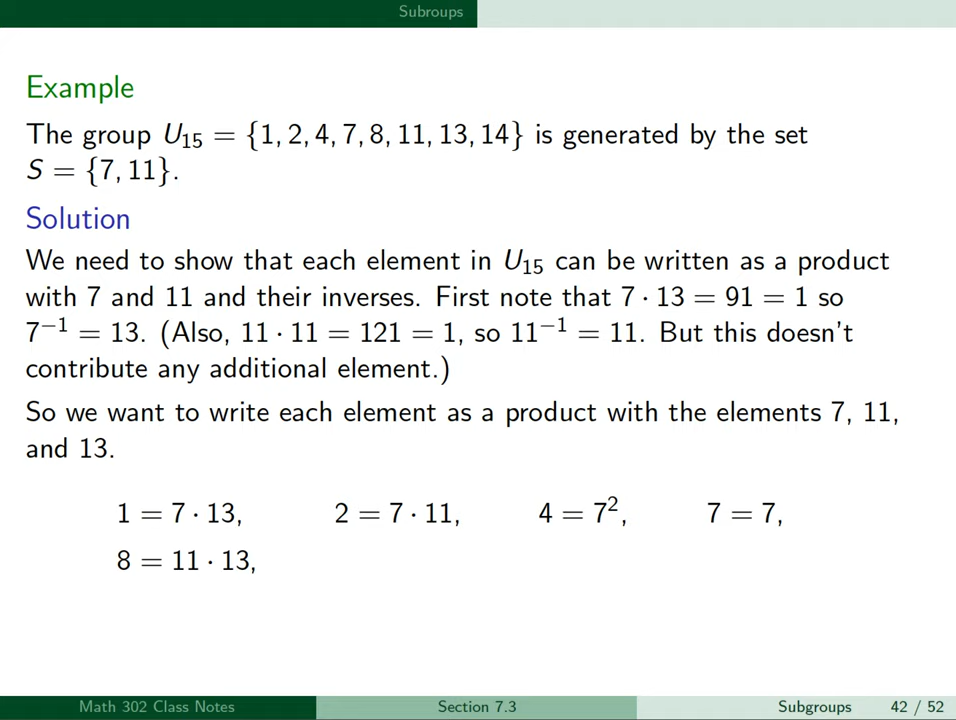 Subroups
Example
The group U₁₅ = {1, 2, 4, 7, 8, 11, 13, 14} is generated by the set
S = {7, 11}.
Solution
We need to show that each element in U₁₅ can be written as a product
with 7 and 11 and their inverses. First note that 7 · 13 = 91 = 1 so
7⁻¹ = 13. (Also, 11 · 11 = 121 = 1, so 11⁻¹ = 11. But this doesn't
contribute any additional element.)
So we want to write each element as a product with the elements 7, 11,
and 13.
1 = 7 · 13, 2 = 7 · 11, 4 = 7², 7 = 7,
8 = 11 · 13,
Math 302 Class Notes Section 7.3 Subgroups 42 / 52